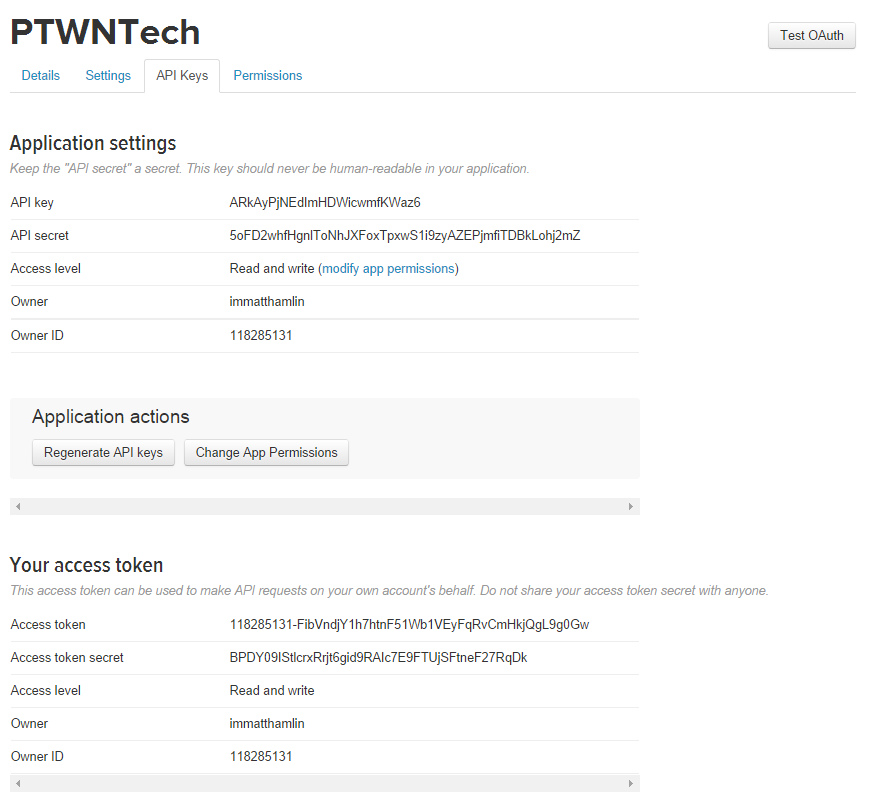 PTWNTech
Test OAuth
Details Settings API Keys Permissions
Application settings
Keep the "API secret" a secret. This key should never be human-readable in your application.
API key ARkAyPjNEdImHDWicwmfKWaz6
API secret 5oFD2whfHgnIToNhJXFoxTpxwS1i9zyAZEPjmfiTDBkLohj2mZ
Access level Read and write (modify app permissions)
Owner immatthamlin
Owner ID 118285131
Application actions
Regenerate API keys Change App Permissions
Your access token
This access token can be used to make API requests on your own account's behalf. Do not share your access token secret with anyone.
Access token 118285131-FibVndjY1h7htnF51Wb1VEyFqRvCmHkjQgL9g0Gw
Access token secret BPDY09IStlcrxRrjt6gid9RAIc7E9FTUjSFtneF27RqDk
Access level Read and write
Owner immatthamlin
Owner ID 118285131